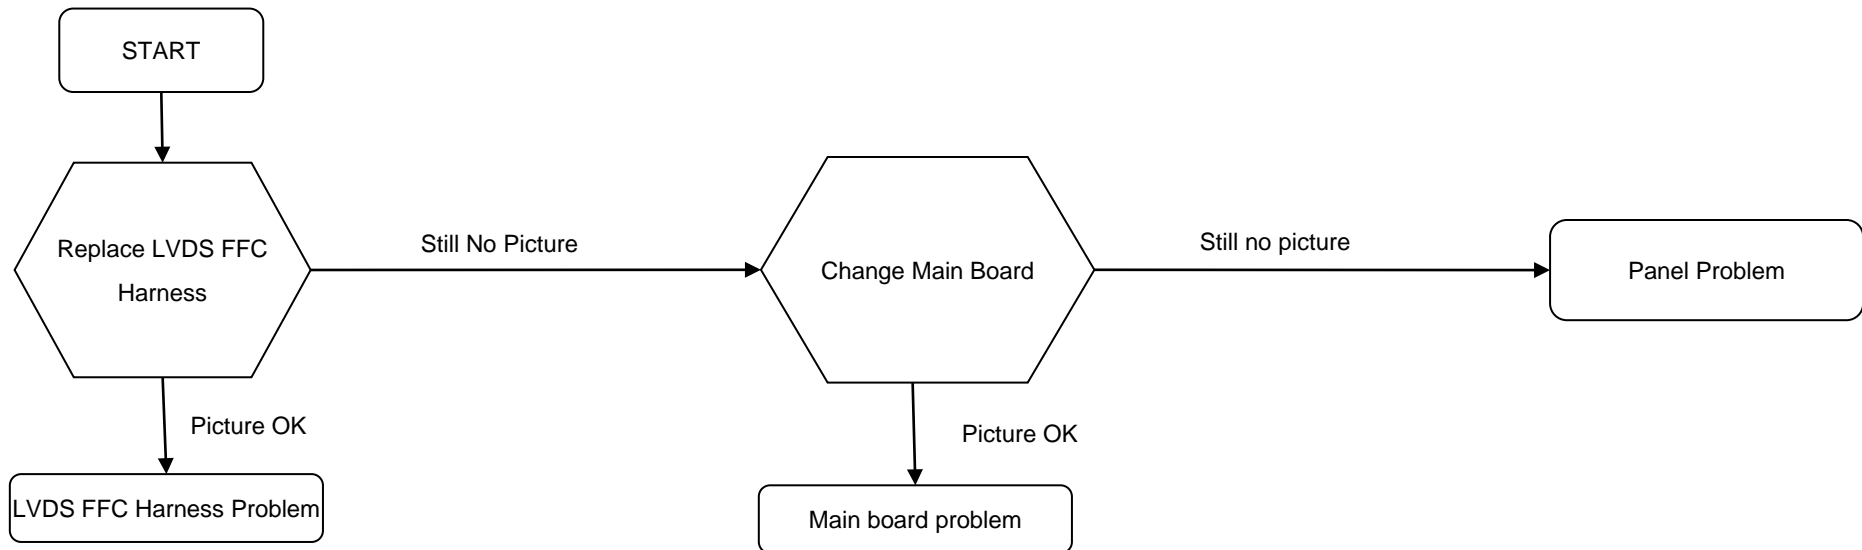 START
Replace LVDS FFC
Harness
Still No Picture
Change Main Board
Still no picture
Panel Problem
Picture OK
Picture OK
LVDS FFC Harness Problem
Main board problem